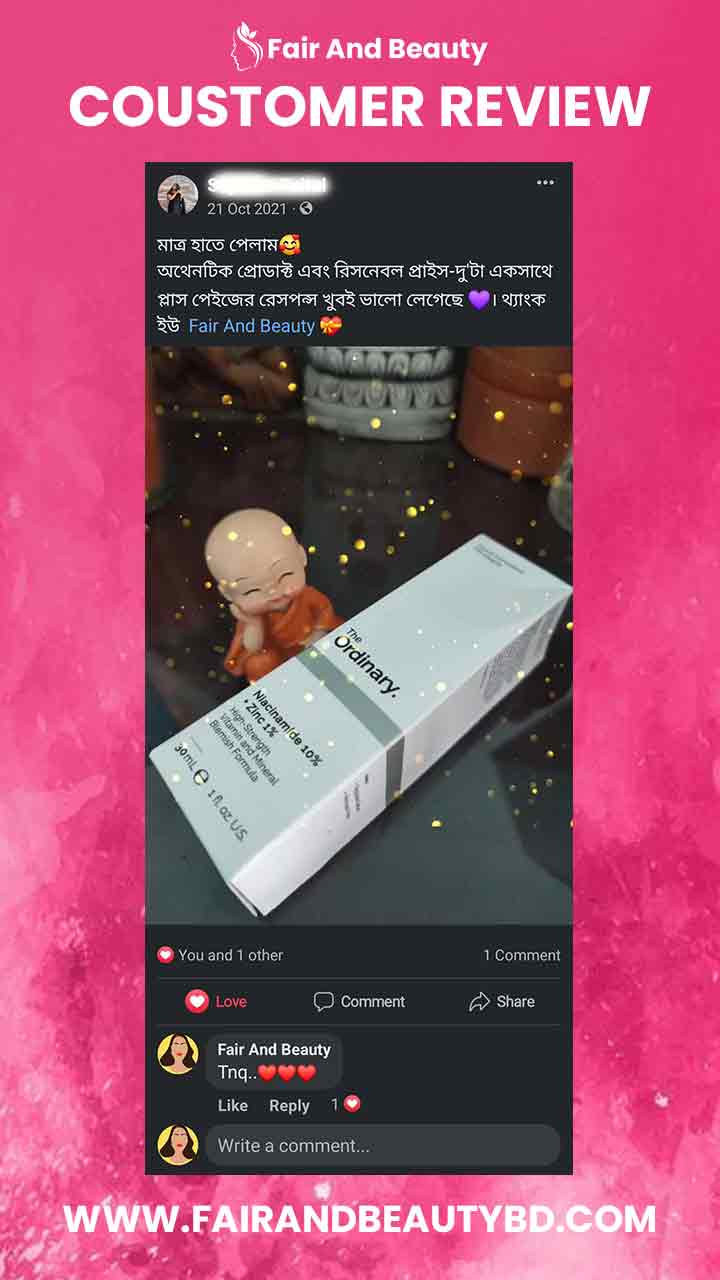 Fair And Beauty
COUSTOMER REVIEW
21 Oct 2021
মাত্র হাতে পেলাম🥰
অথেনটিক প্রোডাক্ট এবং রিসনেবল প্রাইস-দু'টা একসাথে
প্লাস পেইজের রেসপন্স খুবই ভালো লেগেছে 💜। থ্যাংক
ইউ Fair And Beauty 💝
The
Ordinary.
Niacinamide 10%
+ Zinc 1%
High-Strength
Vitamin and Mineral
Blemish Formula
30mL ℮ 1 fl. oz U.S.
You and 1 other
1 Comment
Love
Comment
Share
Fair And Beauty
Tnq..❤️❤️❤️
Like Reply 1
Write a comment...
WWW.FAIRANDBEAUTYBD.COM